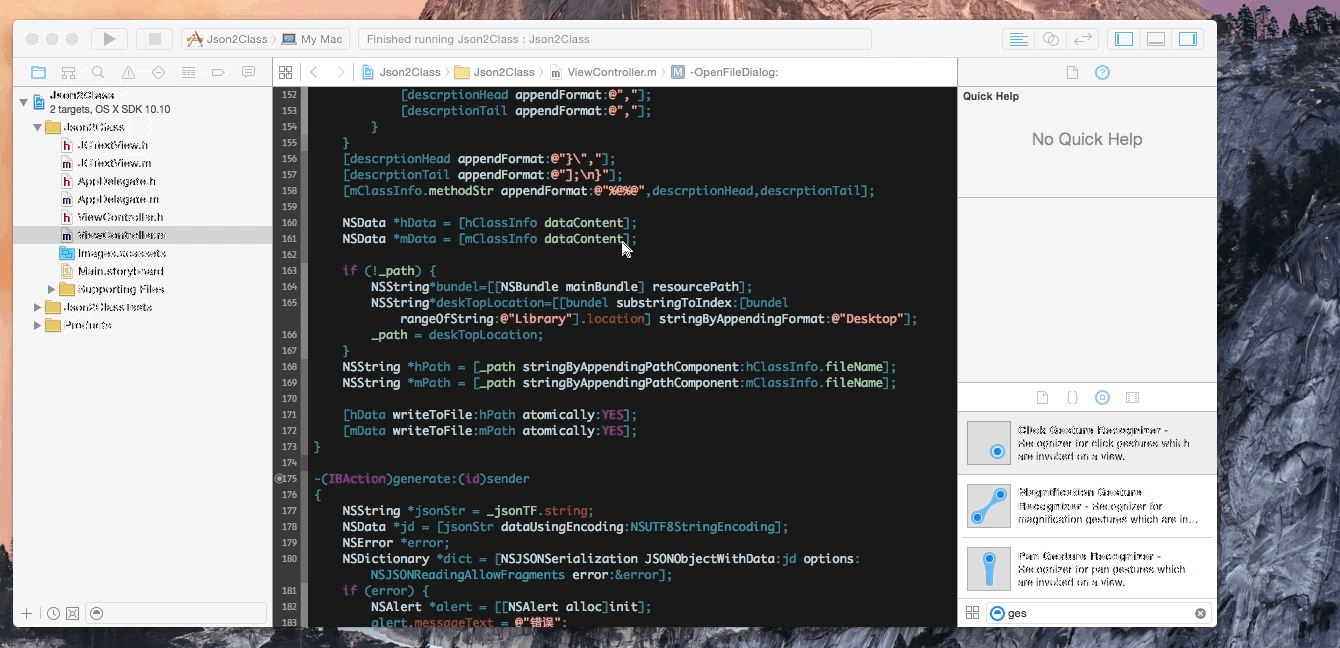 Json2Class
My Mac
Finished running Json2Class : Json2Class
Json2Class
Json2Class
ViewController.m
M
-OpenFileDialog:
Json2Class
2 targets, OS X SDK 10.10
Json2Class
h JCTextView.h
m JCTextView.m
h AppDelegate.h
m AppDelegate.m
h ViewController.h
m ViewController.m
Images.xcassets
Main.storyboard
Supporting Files
Json2ClassTests
Products
152 [descrptionHead appendFormat:@","];
153 [descrptionTail appendFormat:@","];
154 }
155 }
156 [descrptionHead appendFormat:@"}\","];
157 [descrptionTail appendFormat:@"];\n}"];
158 [mClassInfo.methodStr appendFormat:@"%@%@",descrptionHead,descrptionTail];
159
160 NSData *hData = [hClassInfo dataContent];
161 NSData *mData = [mClassInfo dataContent];
162
163 if (!_path) {
164 NSString*bundel=[[NSBundle mainBundle] resourcePath];
165 NSString*deskTopLocation=[[bundel substringToIndex:[bundel
rangeOfString:@"Library"].location] stringByAppendingFormat:@"Desktop"];
166 _path = deskTopLocation;
167 }
168 NSString *hPath = [_path stringByAppendingPathComponent:hClassInfo.fileName];
169 NSString *mPath = [_path stringByAppendingPathComponent:mClassInfo.fileName];
170
171 [hData writeToFile:hPath atomically:YES];
172 [mData writeToFile:mPath atomically:YES];
173 }
174
175 -(IBAction)generate:(id)sender
176 {
177 NSString *jsonStr = _jsonTF.string;
178 NSData *jd = [jsonStr dataUsingEncoding:NSUTF8StringEncoding];
179 NSError *error;
180 NSDictionary *dict = [NSJSONSerialization JSONObjectWithData:jd options:
NSJSONReadingAllowFragments error:&error];
181 if (error) {
182 NSAlert *alert = [[NSAlert alloc]init];
183 alert.messageText = @"错误";
Quick Help
No Quick Help
Click Gesture Recognizer -
Recognizer for click gestures which
are invoked on a view.
Magnification Gesture
Recognizer - Recognizer for
magnification gestures which are in...
Pan Gesture Recognizer -
Recognizer for pan gestures which
are invoked on a view.
ges